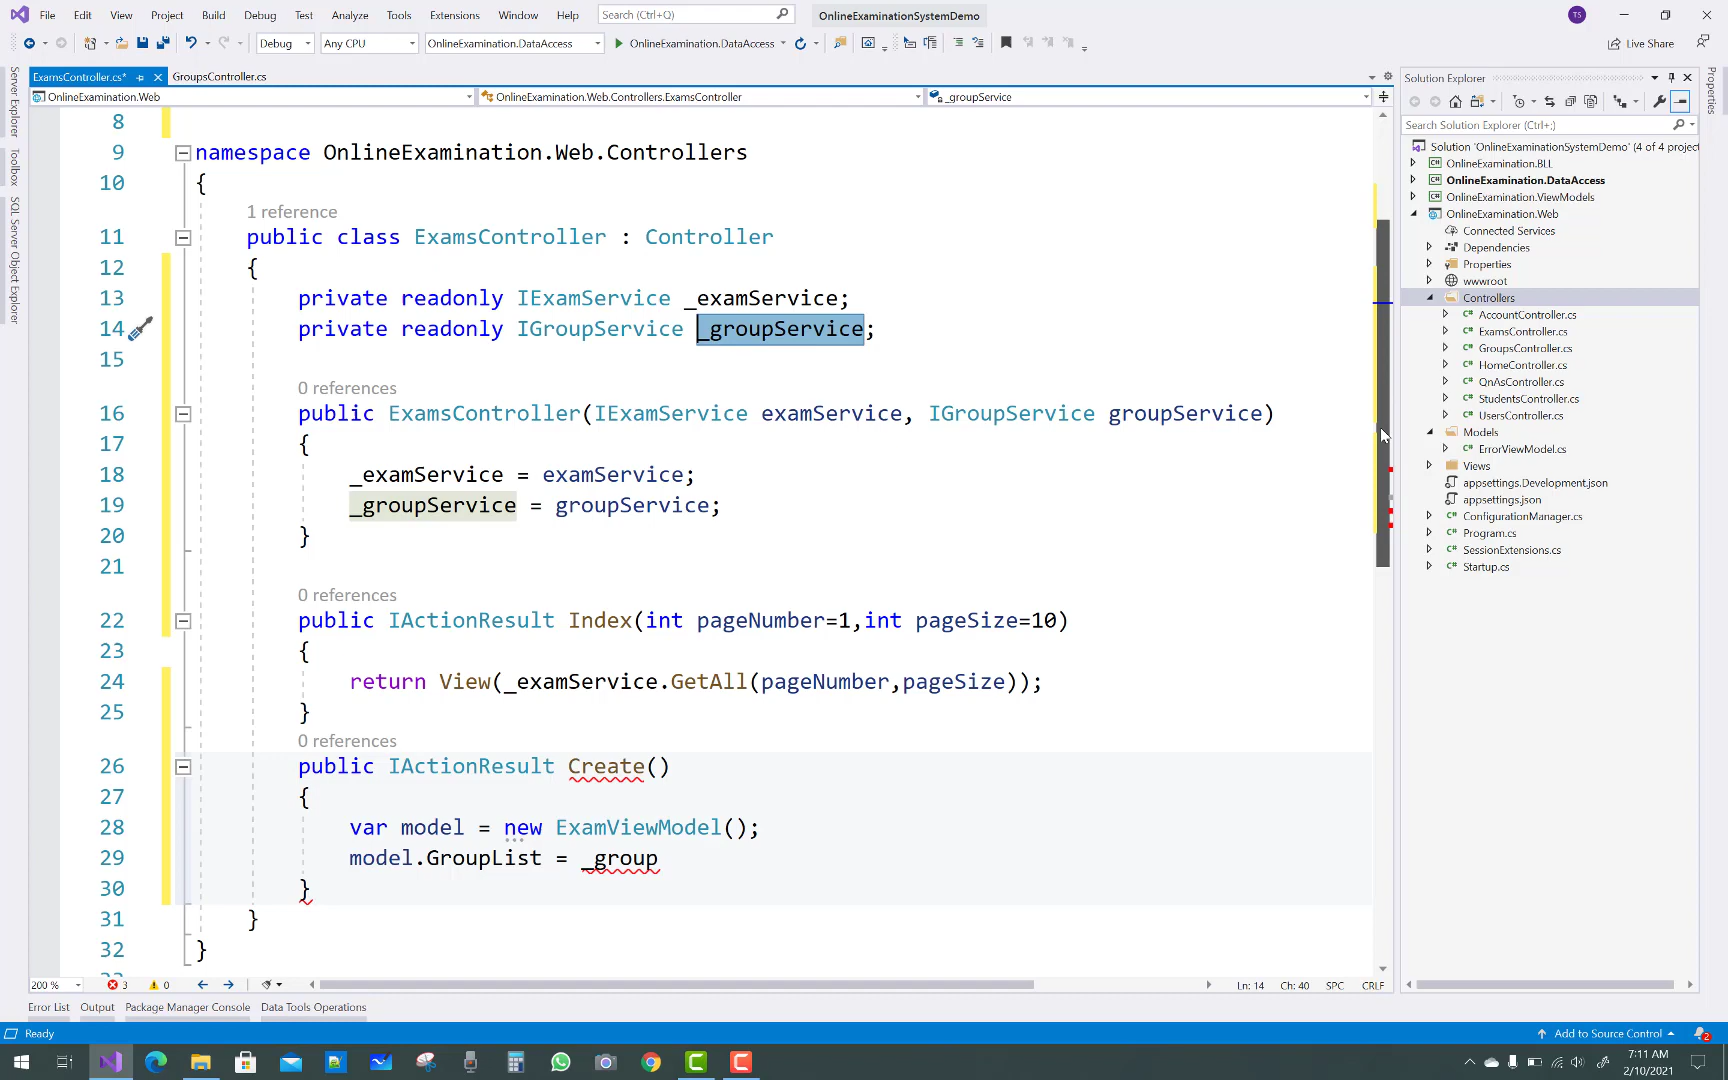 File Edit View Project Build Debug Test Analyze Tools Extensions Window Help Search (Ctrl+Q) OnlineExaminationSystemDemo TS
Debug Any CPU OnlineExamination.DataAccess OnlineExamination.DataAccess Live Share
ExamsController.cs* GroupsController.cs
OnlineExamination.Web OnlineExamination.Web.Controllers.ExamsController _groupService
Server Explorer
Toolbox
SQL Server Object Explorer
8
9 namespace OnlineExamination.Web.Controllers
10 {
1 reference
11 public class ExamsController : Controller
12 {
13 private readonly IExamService _examService;
14 private readonly IGroupService _groupService;
15
0 references
16 public ExamsController(IExamService examService, IGroupService groupService)
17 {
18 _examService = examService;
19 _groupService = groupService;
20 }
21
0 references
22 public IActionResult Index(int pageNumber=1,int pageSize=10)
23 {
24 return View(_examService.GetAll(pageNumber,pageSize));
25 }
0 references
26 public IActionResult Create()
27 {
28 var model = new ExamViewModel();
29 model.GroupList = _group
30 }
31 }
32 }
200 % 3 0 Ln: 14 Ch: 40 SPC CRLF
Error List Output Package Manager Console Data Tools Operations
Solution Explorer
Search Solution Explorer (Ctrl+;)
Solution 'OnlineExaminationSystemDemo' (4 of 4 project
OnlineExamination.BLL
OnlineExamination.DataAccess
OnlineExamination.ViewModels
OnlineExamination.Web
Connected Services
Dependencies
Properties
wwwroot
Controllers
C# AccountController.cs
C# ExamsController.cs
C# GroupsController.cs
C# HomeController.cs
C# QnAsController.cs
C# StudentsController.cs
C# UsersController.cs
Models
C# ErrorViewModel.cs
Views
appsettings.Development.json
appsettings.json
C# ConfigurationManager.cs
C# Program.cs
C# SessionExtensions.cs
C# Startup.cs
Properties
Ready Add to Source Control 2
7:11 AM
2/10/2021